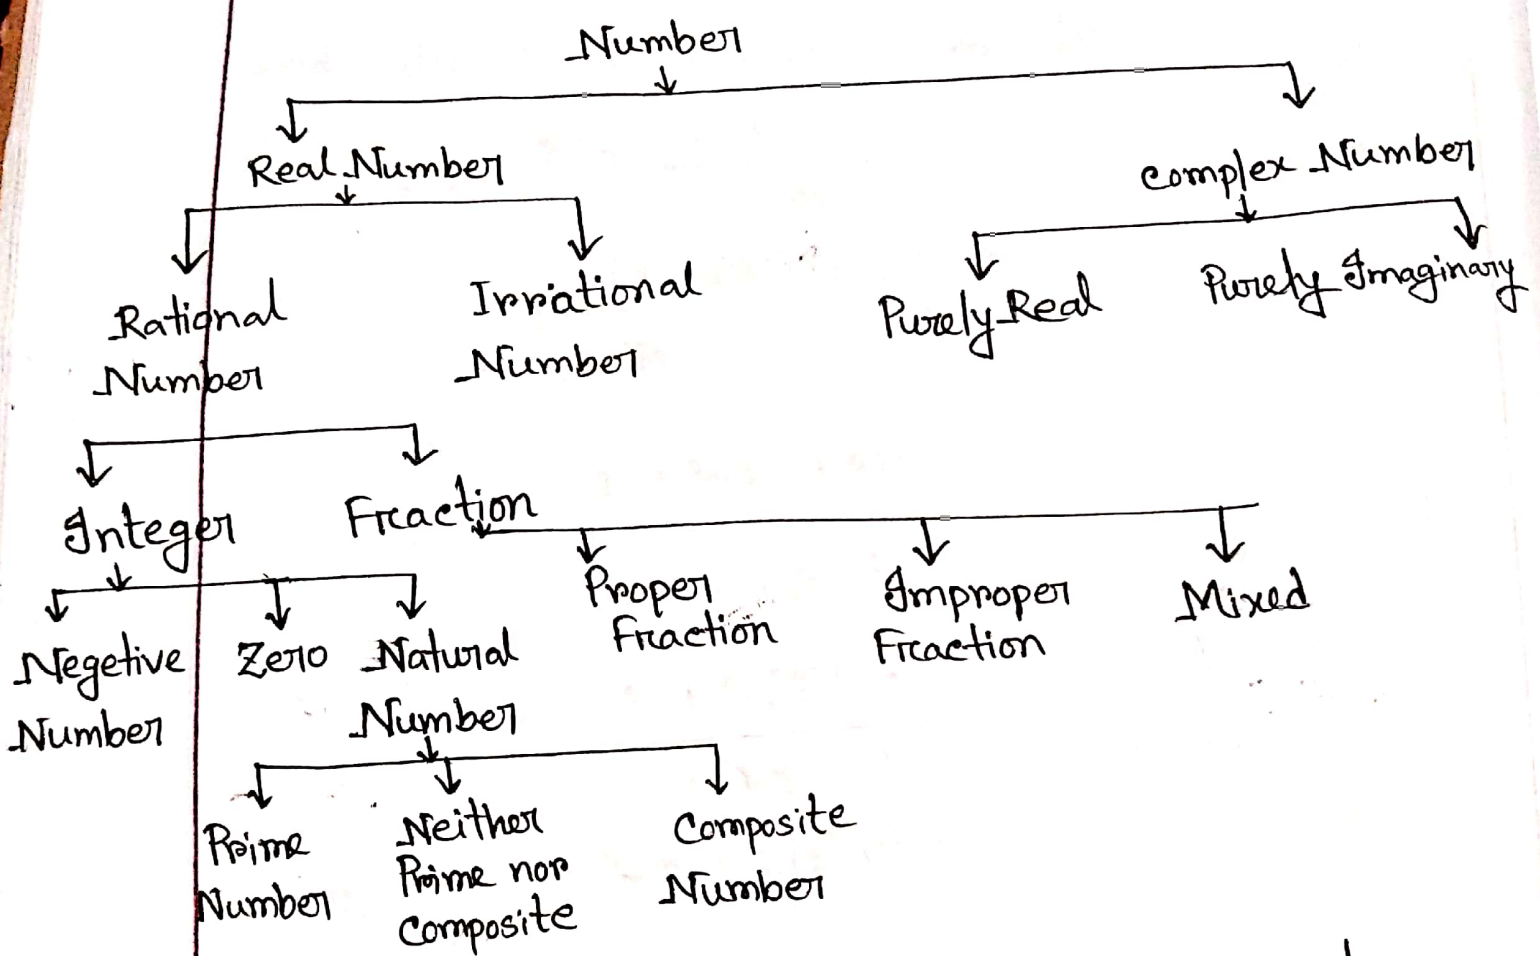 Number
Real Number
Complex Number
Rational
Number
Irrational
Number
Purely Real
Purely Imaginary
Integer
Fraction
Negetive
Number
Zero
Natural
Number
Proper
Fraction
Improper
Fraction
Mixed
Prime
Number
Neither
Prime nor
Composite
Composite
Number